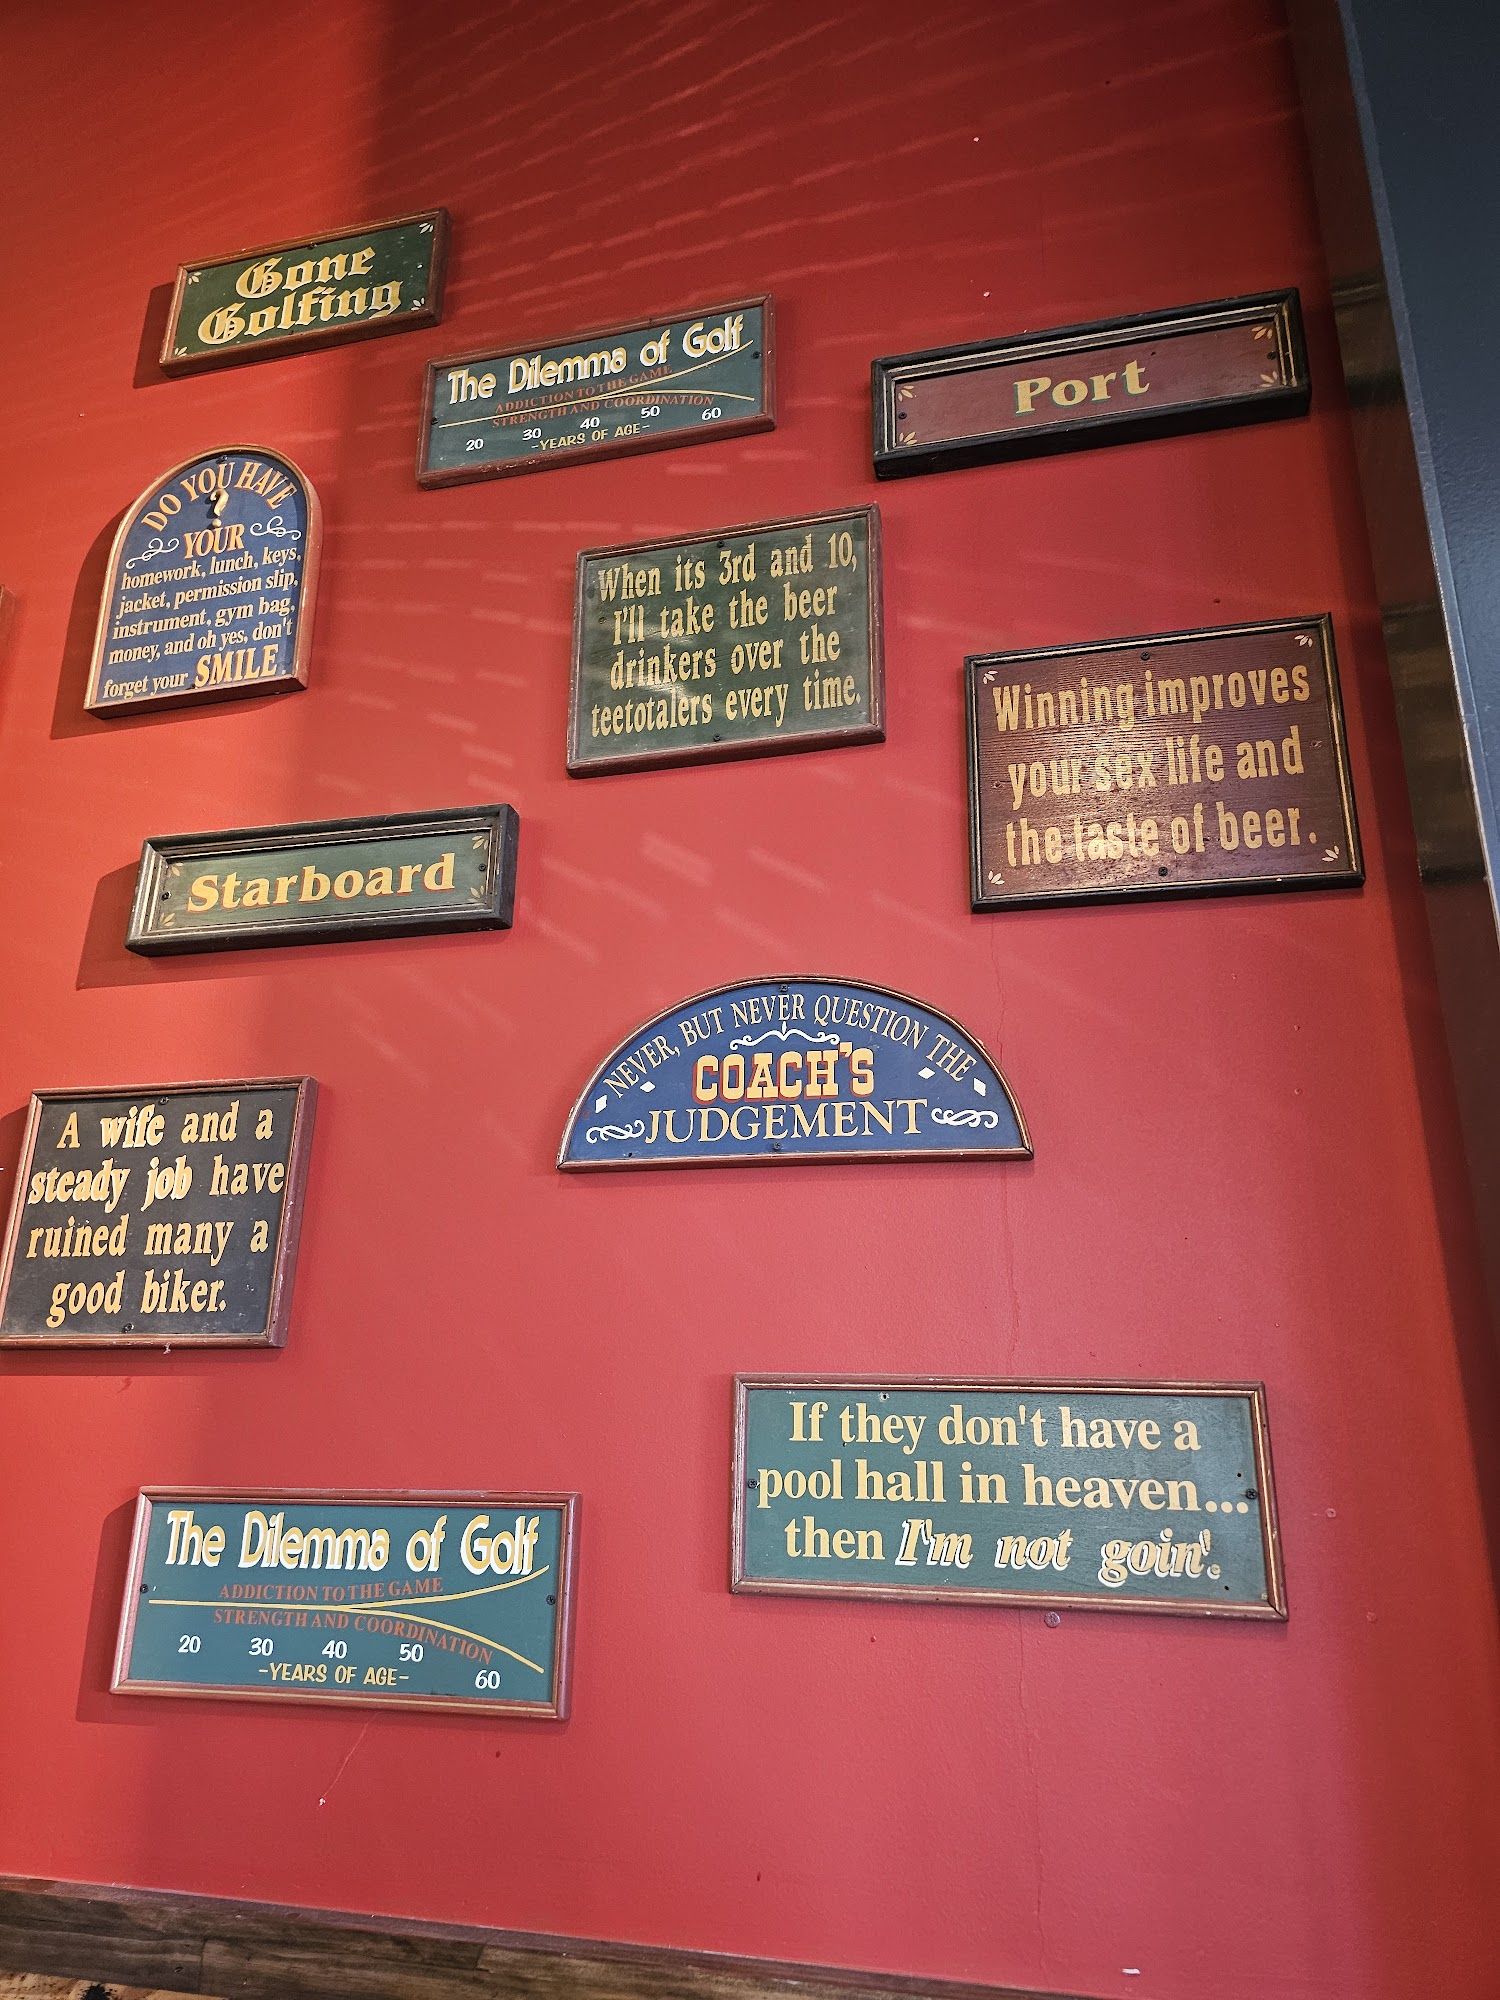 Gone
Golfing
The Dilemma of Golf
ADDICTION TO THE GAME
STRENGTH AND COORDINATION
20 30 40 50 60
-YEARS OF AGE-
Port
DO YOU HAVE
?
YOUR
homework, lunch, keys,
jacket, permission slip,
instrument, gym bag,
money, and oh yes, don't
forget your SMILE.
When its 3rd and 10,
I'll take the beer
drinkers over the
teetotalers every time.
Winning improves
your sex life and
the taste of beer.
Starboard
NEVER, BUT NEVER QUESTION THE
COACH'S
JUDGEMENT
A wife and a
steady job have
ruined many a
good biker.
If they don't have a
pool hall in heaven...
then I'm not goin'.
The Dilemma of Golf
ADDICTION TO THE GAME
STRENGTH AND COORDINATION
20 30 40 50 60
-YEARS OF AGE-